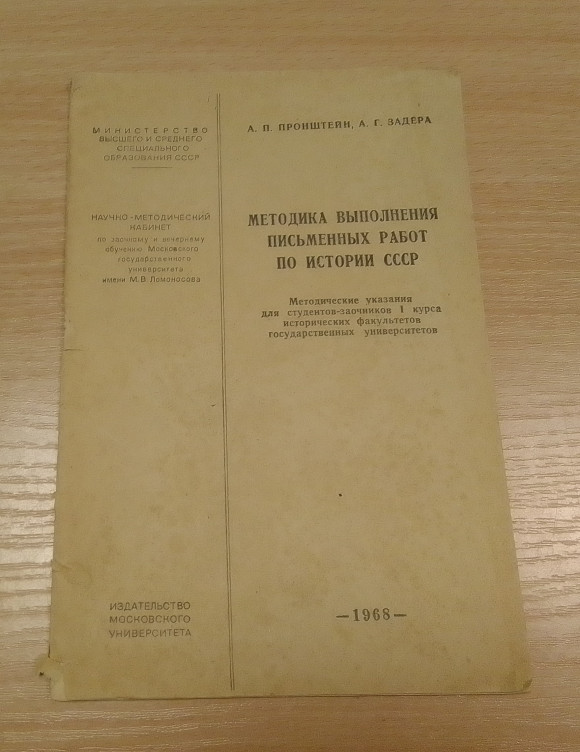 МИНИСТЕРСТВО
ВЫСШЕГО И СРЕДНЕГО
СПЕЦИАЛЬНОГО
ОБРАЗОВАНИЯ СССР
НАУЧНО-МЕТОДИЧЕСКИЙ
КАБИНЕТ
по заочному и вечернему
обучению Московского
государственного
университета
имени М. В. Ломоносова
ИЗДАТЕЛЬСТВО
МОСКОВСКОГО
УНИВЕРСИТЕТА
А. П. ПРОНШТЕЙН, А. Г. ЗАДЁРА
МЕТОДИКА ВЫПОЛНЕНИЯ
ПИСЬМЕННЫХ РАБОТ
ПО ИСТОРИИ СССР
Методические указания
для студентов-заочников I курса
исторических факультетов
государственных университетов
—1968—